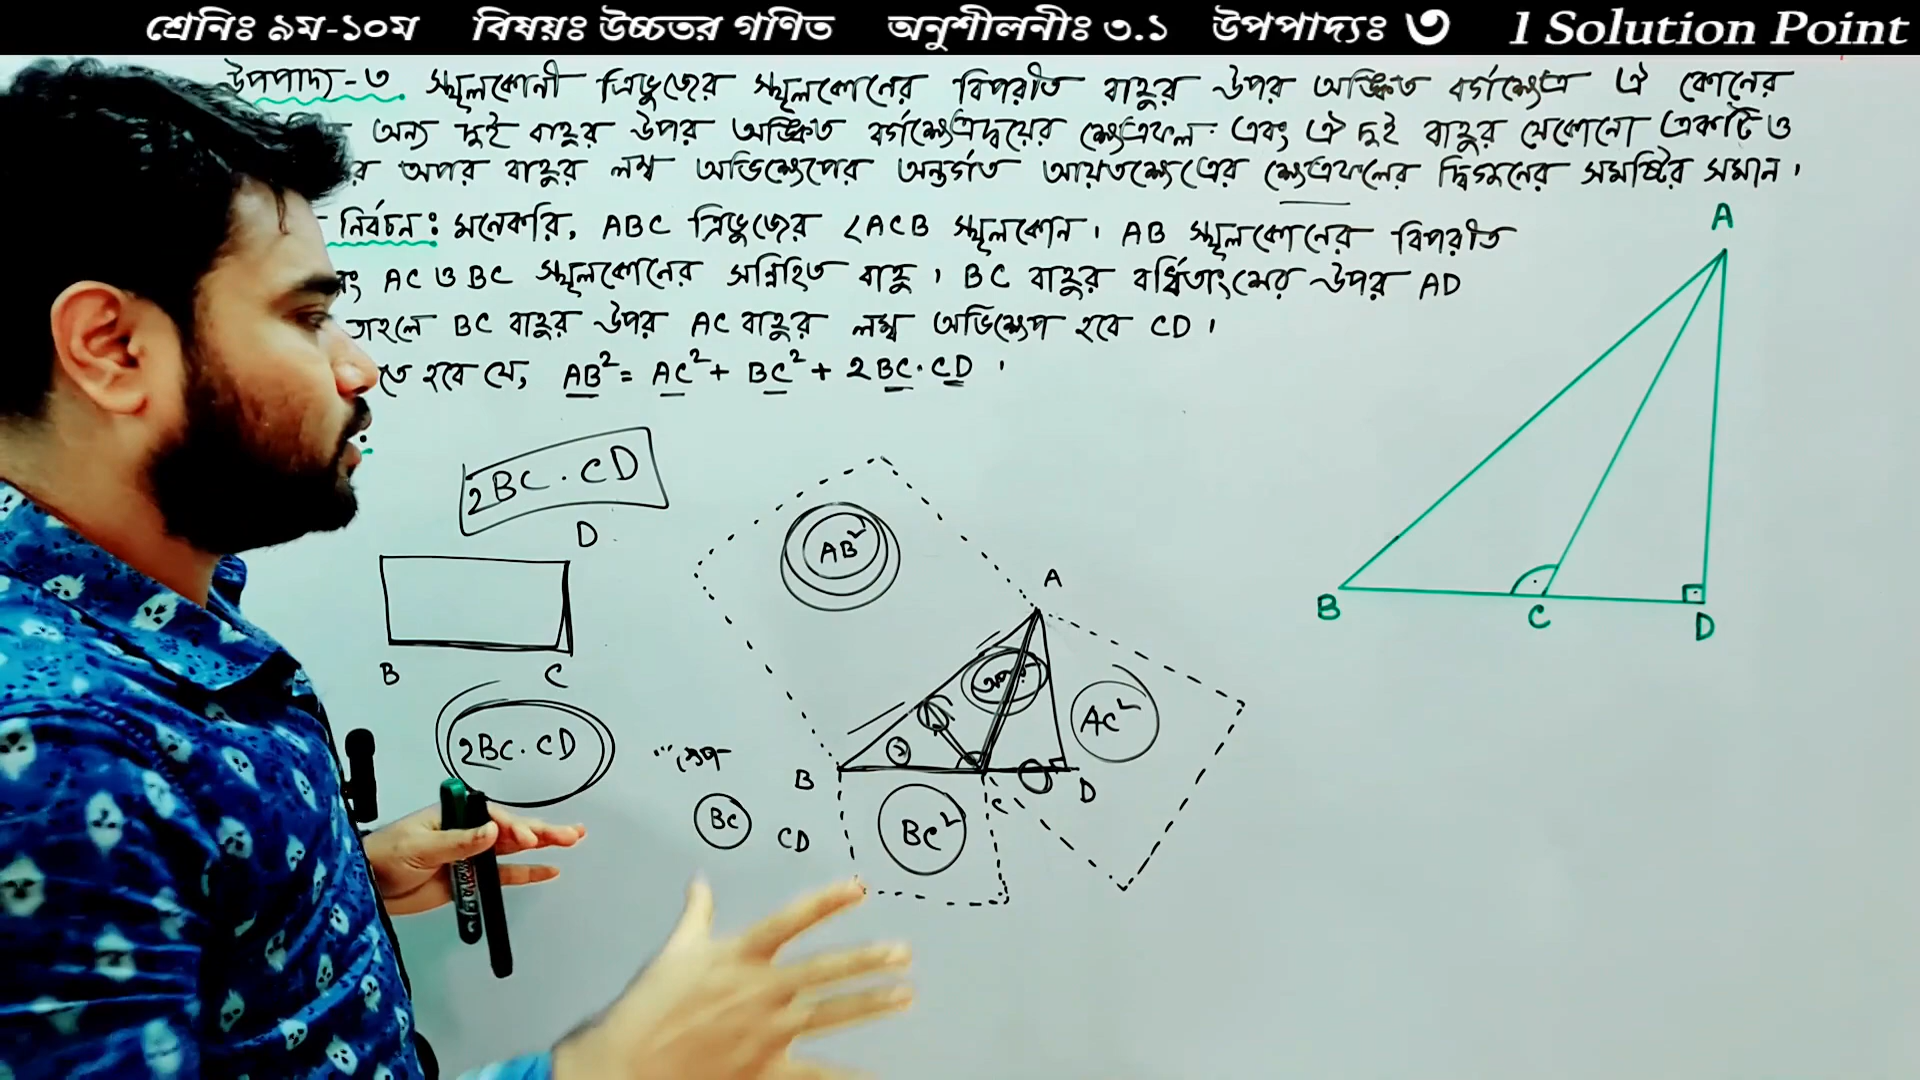 শ্রেনিঃ ৯ম-১০ম বিষয়ঃ উচ্চতর গণিত অনুশীলনীঃ ৩.১ উপপাদ্যঃ ৩ 1 Solution Point
উপপাদ্য-৩. স্থূলকোনী ত্রিভুজের স্থূলকোনের বিপরীত বাহুর উপর অঙ্কিত বর্গক্ষেত্র ঐ কোনের
অন্য দুই বাহুর উপর অঙ্কিত বর্গক্ষেত্রদ্বয়ের ক্ষেত্রফল এবং ঐ দুই বাহুর যেকোনো একটি ও
অপর বাহুর লম্ব অভিক্ষেপের অন্তর্গত আয়তক্ষেত্রের ক্ষেত্রফলের দ্বিগুনের সমষ্টির সমান।
নির্বচন: মনেকরি, ABC ত্রিভুজের ∠ACB স্থূলকোন। AB স্থূলকোনের বিপরীত
AC ও BC স্থূলকোনের সন্নিহিত বাহু। BC বাহুর বর্ধিতাংশের উপর AD
তাহলে BC বাহুর উপর AC বাহুর লম্ব অভিক্ষেপ হবে CD।
হবে যে, AB² = AC² + BC² + 2BC·CD।
A
B
C
D
2BC·CD
D
B
C
2BC·CD
AB²
A
AC²
B
C
D
BC
CD
BC²